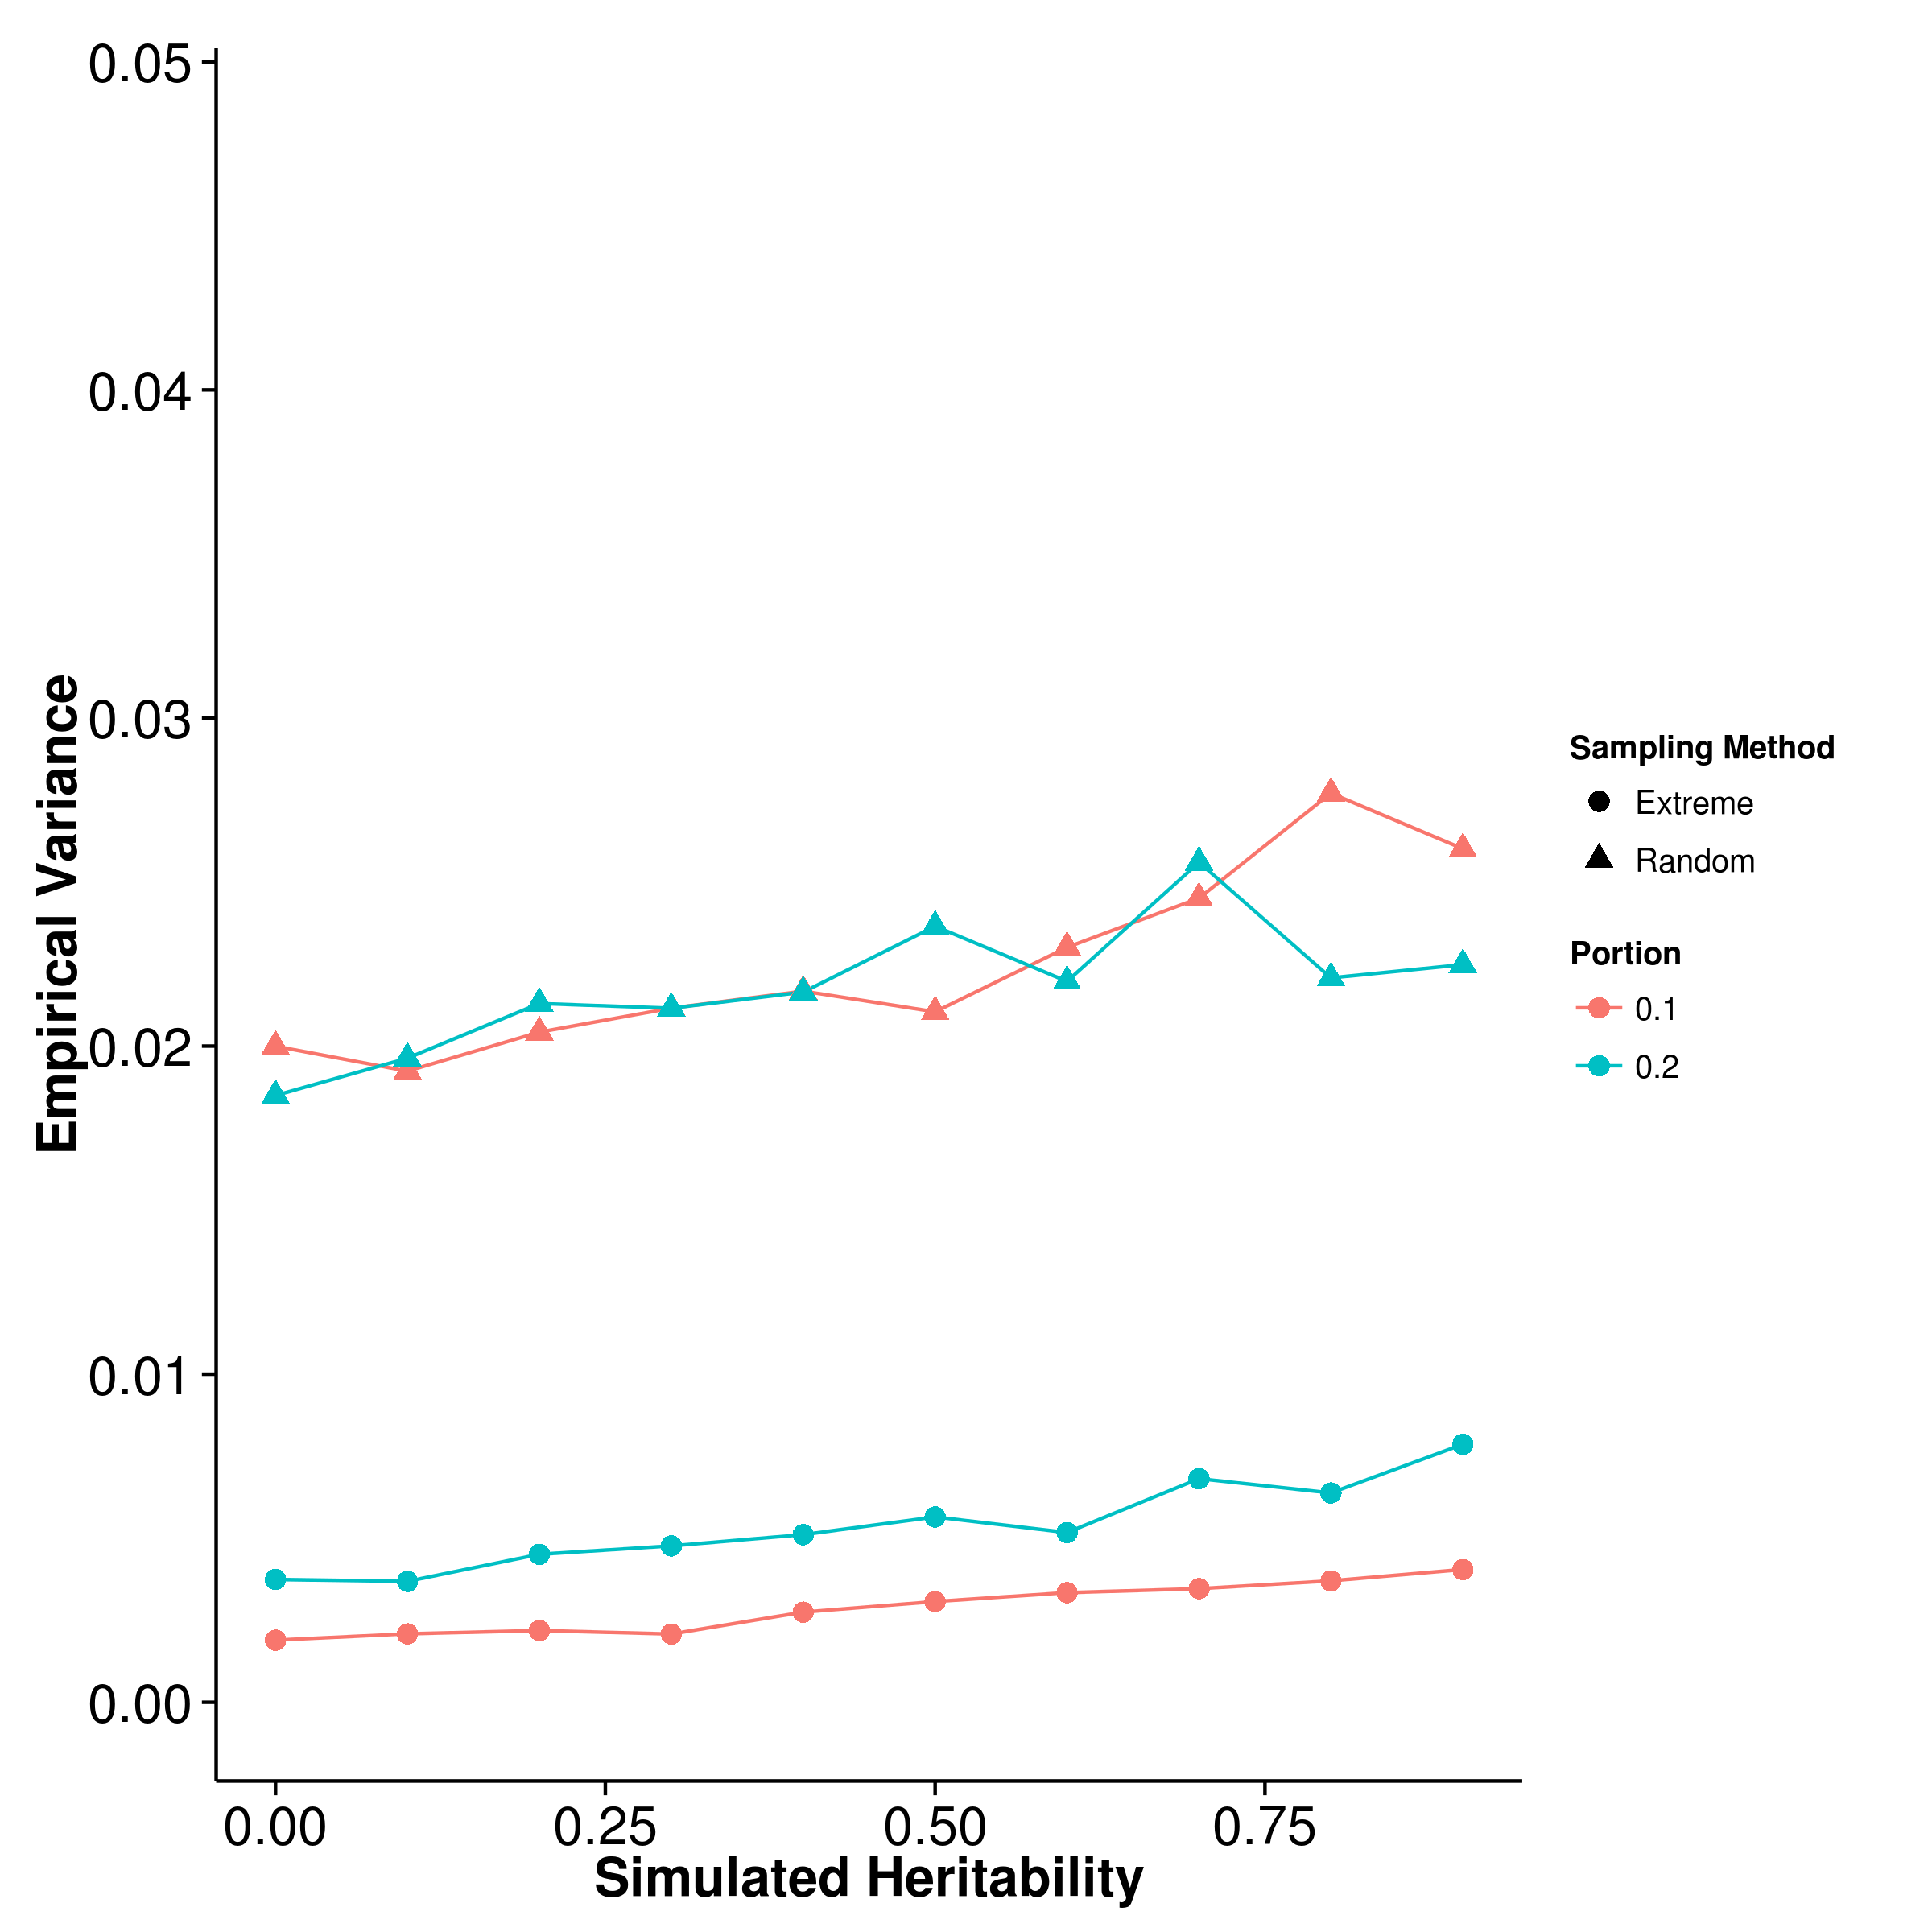 0.05
0.04
0.03
0.02
0.01
0.00
Empirical Variance
0.00 0.25 0.50 0.75
Simulated Heritability
Sampling Method
Extreme
Random
Portion
0.1
0.2